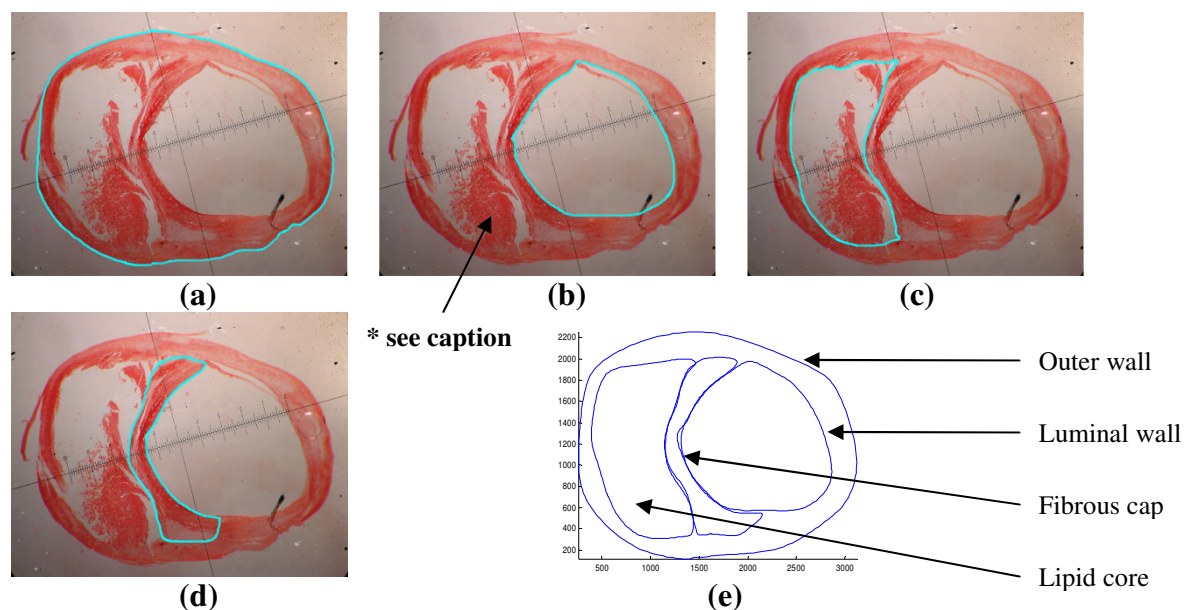 (a)
(b)
(c)
* see caption
(d)
2200
2000
1800
1600
1400
1200
1000
800
600
400
200
500
1000
1500
2000
2500
3000
Outer wall
Luminal wall
Fibrous cap
Lipid core
(e)